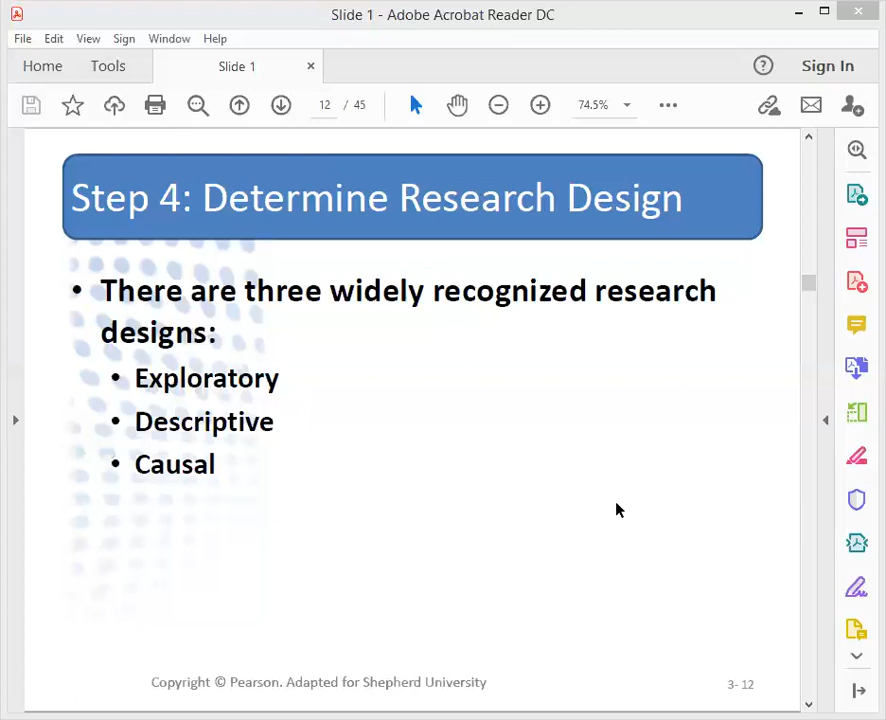 Slide 1 - Adobe Acrobat Reader DC
File Edit View Sign Window Help
Home Tools Slide 1 × ? Sign In
12 / 45 74.5%
Step 4: Determine Research Design
• There are three widely recognized research
designs:
• Exploratory
• Descriptive
• Causal
Copyright © Pearson. Adapted for Shepherd University
3- 12